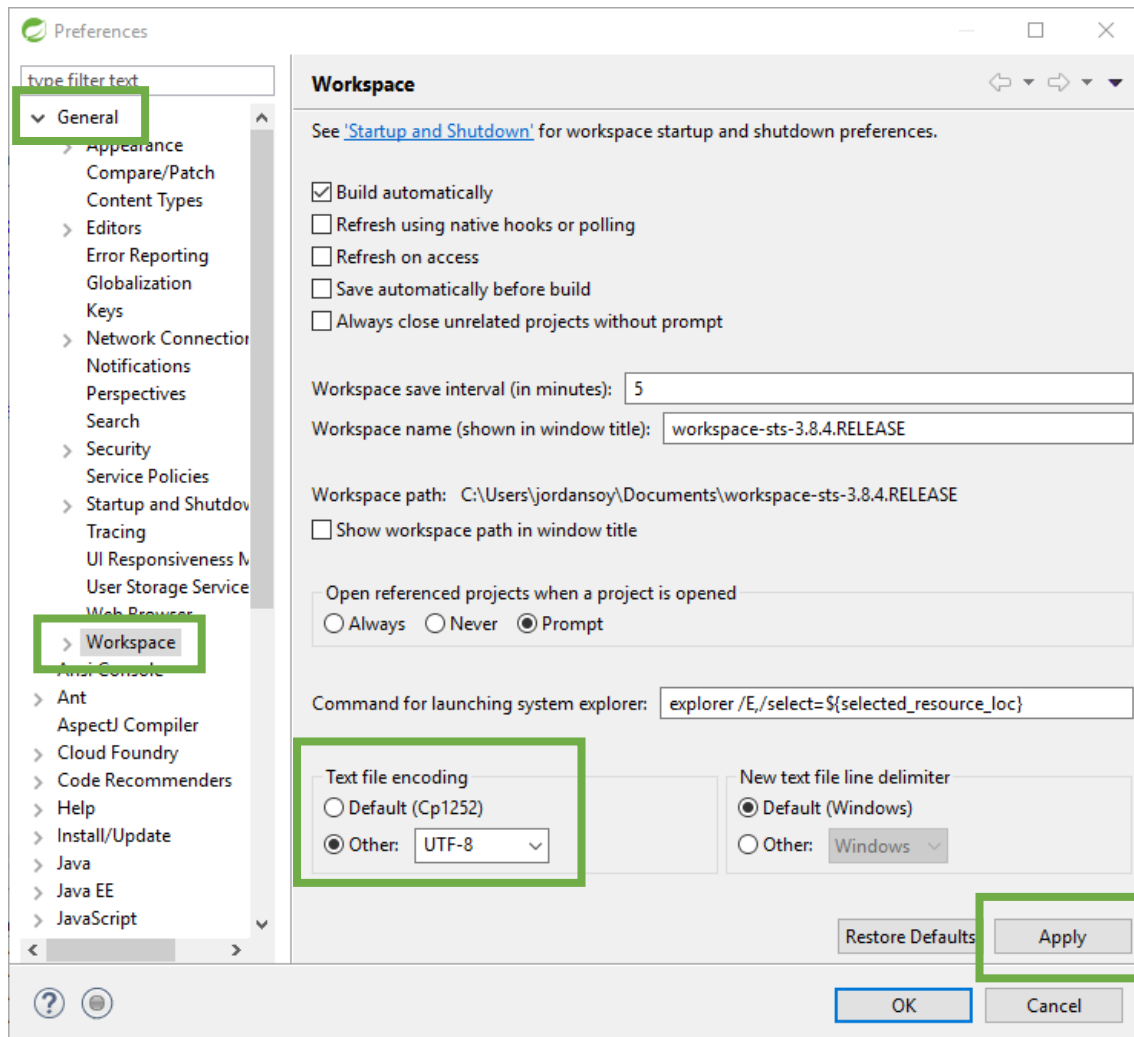 Preferences
type filter text
General
Appearance
Compare/Patch
Content Types
Editors
Error Reporting
Globalization
Keys
Network Connection
Notifications
Perspectives
Search
Security
Service Policies
Startup and Shutdov
Tracing
UI Responsiveness M
User Storage Service
Web Browser
Workspace
Ansi Console
Ant
AspectJ Compiler
Cloud Foundry
Code Recommenders
Help
Install/Update
Java
Java EE
JavaScript
Workspace
See 'Startup and Shutdown' for workspace startup and shutdown preferences.
Build automatically
Refresh using native hooks or polling
Refresh on access
Save automatically before build
Always close unrelated projects without prompt
Workspace save interval (in minutes): 5
Workspace name (shown in window title): workspace-sts-3.8.4.RELEASE
Workspace path: C:\Users\jordansoy\Documents\workspace-sts-3.8.4.RELEASE
Show workspace path in window title
Open referenced projects when a project is opened
Always Never Prompt
Command for launching system explorer: explorer /E,/select=${selected_resource_loc}
Text file encoding
Default (Cp1252)
Other: UTF-8
New text file line delimiter
Default (Windows)
Other: Windows
Restore Defaults Apply
OK Cancel